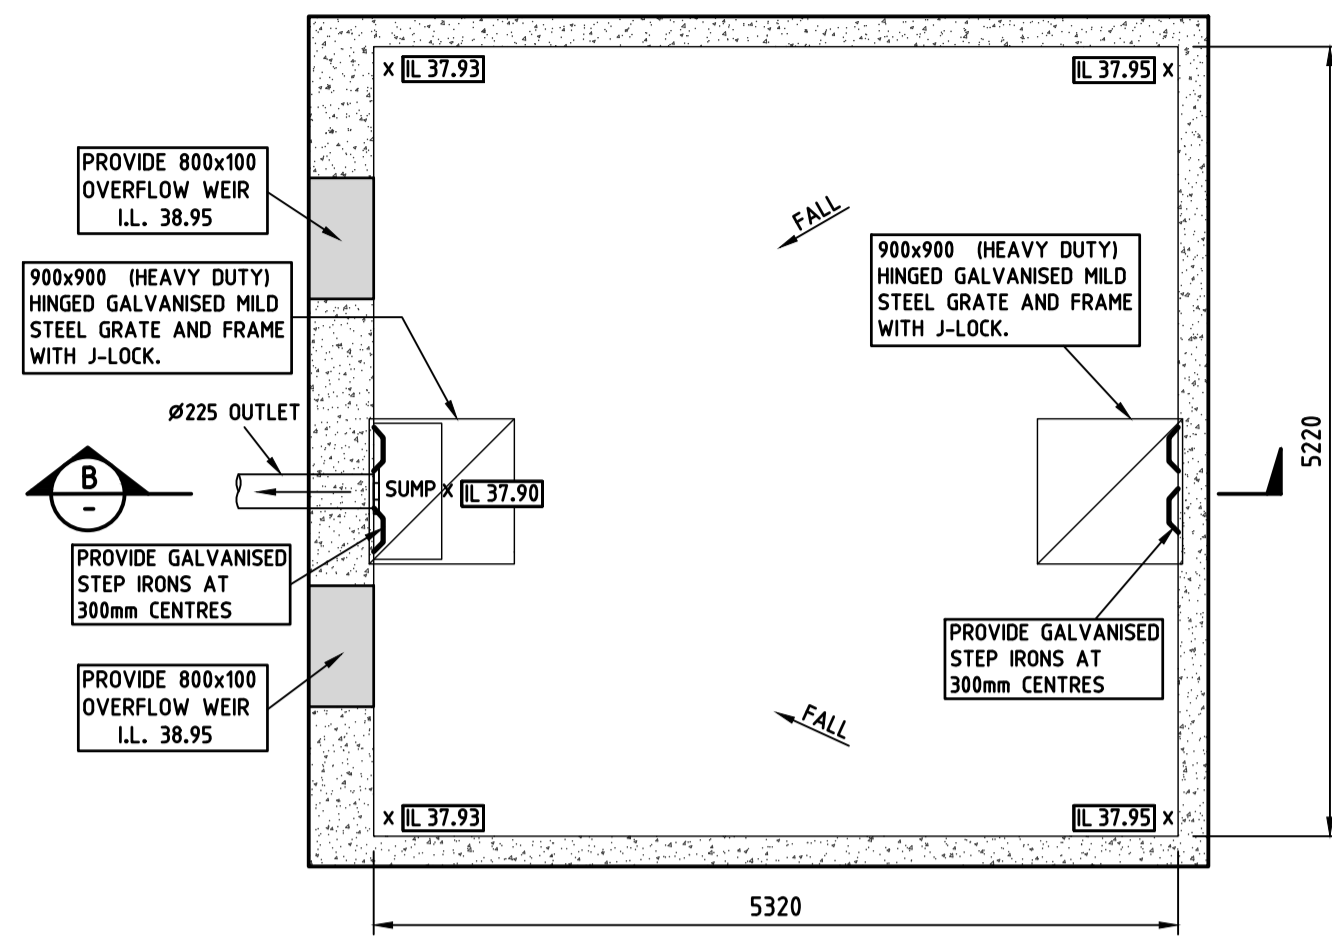 x IL 37.93
IL 37.95 x
PROVIDE 800x100
OVERFLOW WEIR
I.L. 38.95
FALL
900x900 (HEAVY DUTY)
HINGED GALVANISED MILD
STEEL GRATE AND FRAME
WITH J-LOCK.
900x900 (HEAVY DUTY)
HINGED GALVANISED MILD
STEEL GRATE AND FRAME
WITH J-LOCK.
Ø225 OUTLET
5220
B
-
SUMP x IL 37.90
PROVIDE GALVANISED
STEP IRONS AT
300mm CENTRES
PROVIDE GALVANISED
STEP IRONS AT
300mm CENTRES
PROVIDE 800x100
OVERFLOW WEIR
I.L. 38.95
FALL
x IL 37.93
IL 37.95 x
5320